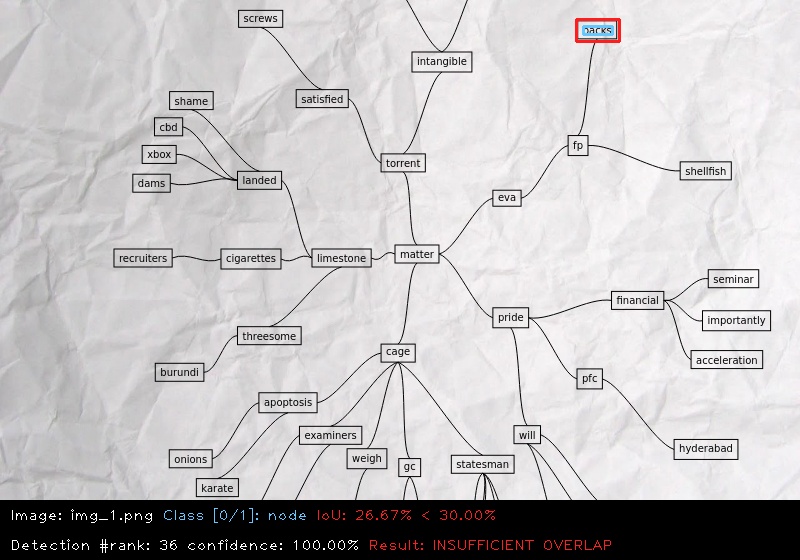 screws
intangible
satisfied
shame
cbd
xbox
torrent
fp
dams
landed
shellfish
eva
recruiters
cigarettes
limestone
matter
seminar
financial
pride
importantly
threesome
cage
acceleration
burundi
pfc
apoptosis
examiners
will
hyderabad
onions
weigh
gc
statesman
karate
Image: img_1.png Class [0/1]: node IoU: 26.67% < 30.00%
Detection #rank: 36 confidence: 100.00% Result: INSUFFICIENT OVERLAP